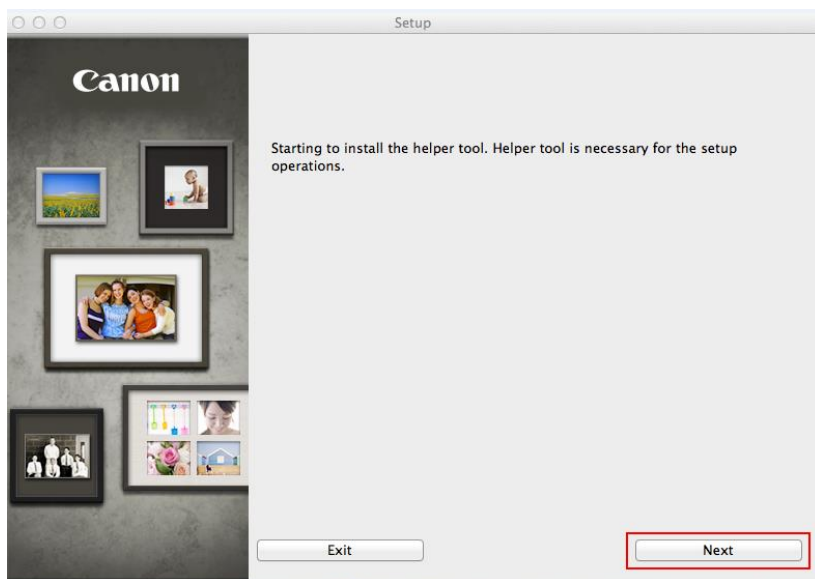 Setup
Canon
Starting to install the helper tool. Helper tool is necessary for the setup
operations.
Exit
Next